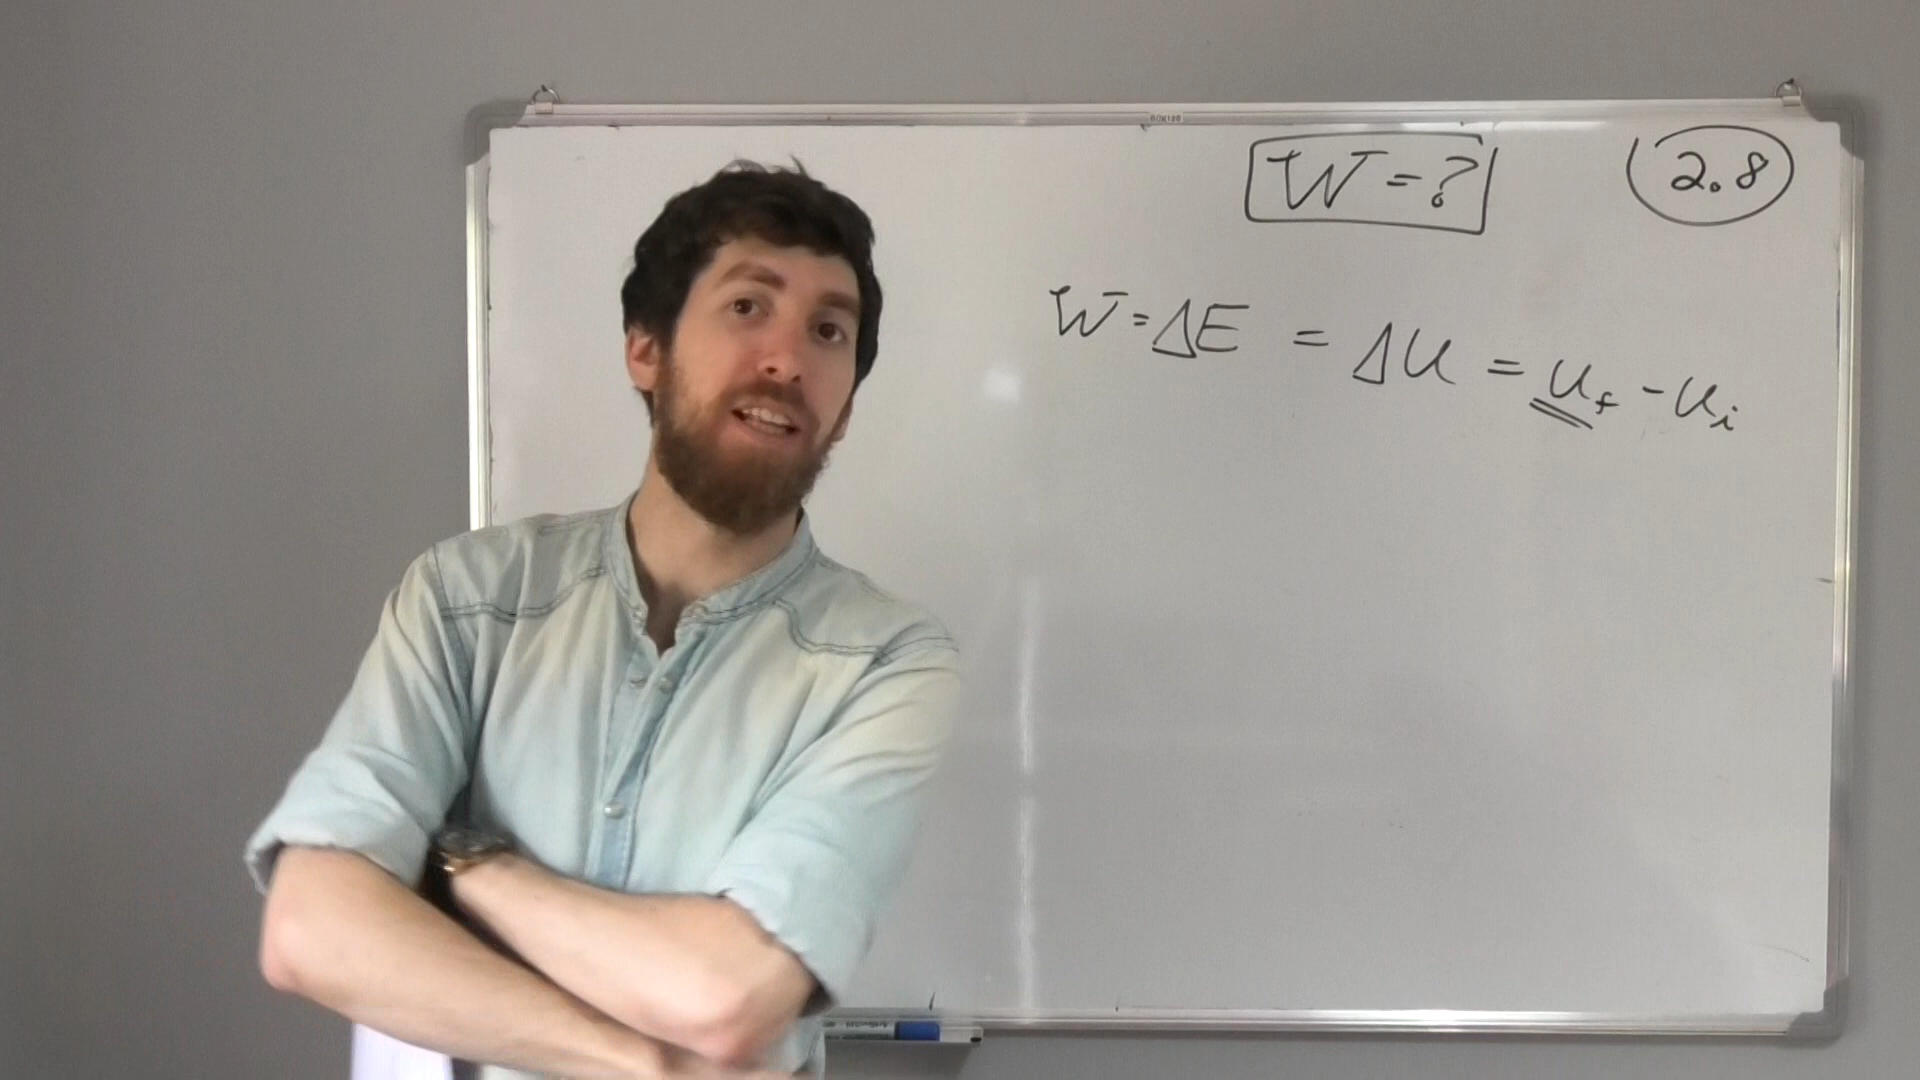 W=?
2.8
W=ΔE = ΔU = U_f - U_i